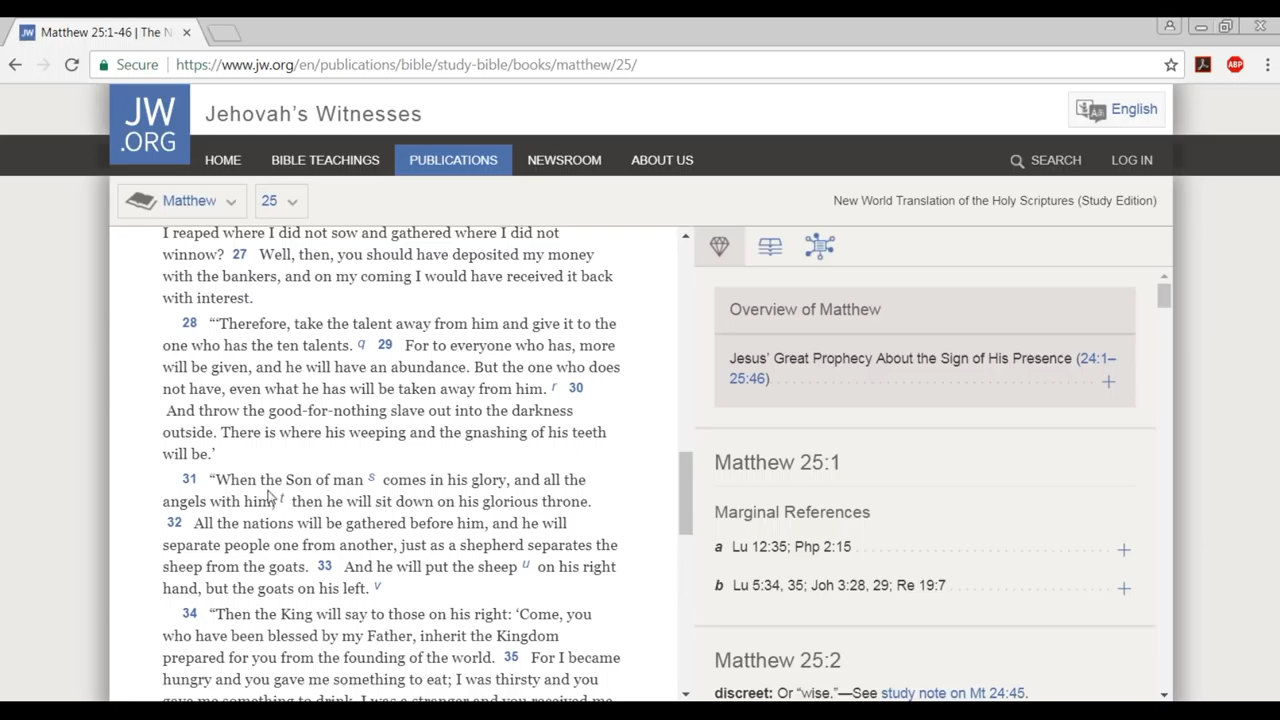 JW Matthew 25:1-46 | The N
Secure https://www.jw.org/en/publications/bible/study-bible/books/matthew/25/
ABP
JW
.ORG
Jehovah's Witnesses
English
HOME BIBLE TEACHINGS PUBLICATIONS NEWSROOM ABOUT US SEARCH LOG IN
Matthew 25 New World Translation of the Holy Scriptures (Study Edition)
I reaped where I did not sow and gathered where I did not
winnow? 27 Well, then, you should have deposited my money
with the bankers, and on my coming I would have received it back
with interest.
28 "'Therefore, take the talent away from him and give it to the
one who has the ten talents. q 29 For to everyone who has, more
will be given, and he will have an abundance. But the one who does
not have, even what he has will be taken away from him. r 30
And throw the good-for-nothing slave out into the darkness
outside. There is where his weeping and the gnashing of his teeth
will be.'
31 "When the Son of man s comes in his glory, and all the
angels with him, t then he will sit down on his glorious throne.
32 All the nations will be gathered before him, and he will
separate people one from another, just as a shepherd separates the
sheep from the goats. 33 And he will put the sheep u on his right
hand, but the goats on his left. v
34 "Then the King will say to those on his right: 'Come, you
who have been blessed by my Father, inherit the Kingdom
prepared for you from the founding of the world. 35 For I became
hungry and you gave me something to eat; I was thirsty and you
gave me something to drink. I was a stranger and you received me
Overview of Matthew
Jesus' Great Prophecy About the Sign of His Presence (24:1–
25:46)
Matthew 25:1
Marginal References
a Lu 12:35; Php 2:15
b Lu 5:34, 35; Joh 3:28, 29; Re 19:7
Matthew 25:2
discreet: Or "wise."—See study note on Mt 24:45.